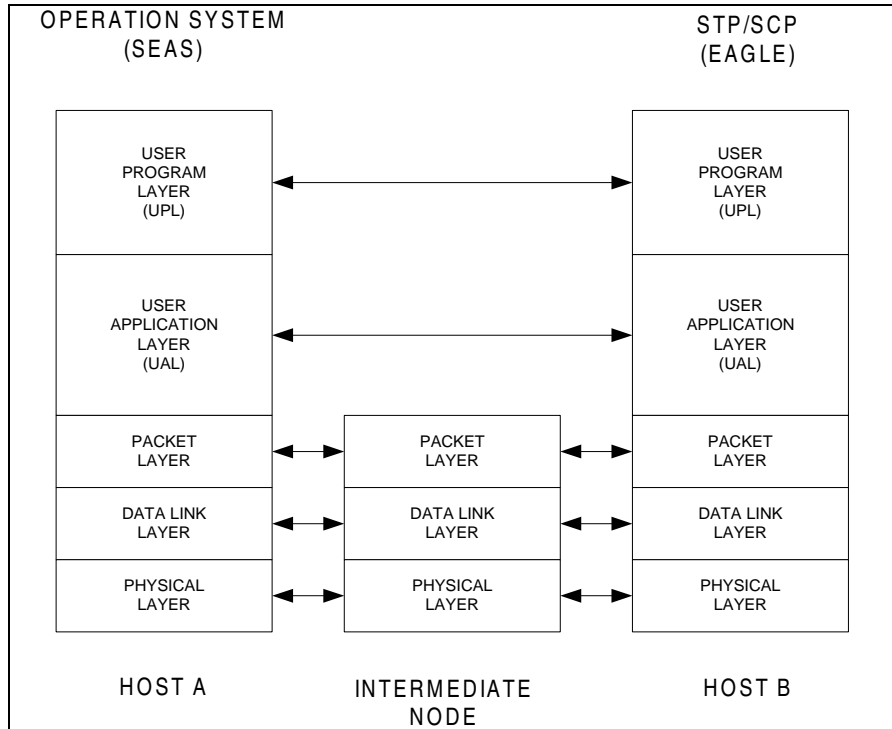 OPERATION SYSTEM
(SEAS)
STP/SCP
(EAGLE)
USER
PROGRAM
LAYER
(UPL)
USER
PROGRAM
LAYER
(UPL)
USER
APPLICATION
LAYER
(UAL)
USER
APPLICATION
LAYER
(UAL)
PACKET
LAYER
PACKET
LAYER
PACKET
LAYER
DATA LINK
LAYER
DATA LINK
LAYER
DATA LINK
LAYER
PHYSICAL
LAYER
PHYSICAL
LAYER
PHYSICAL
LAYER
HOST A
INTERMEDIATE
NODE
HOST B